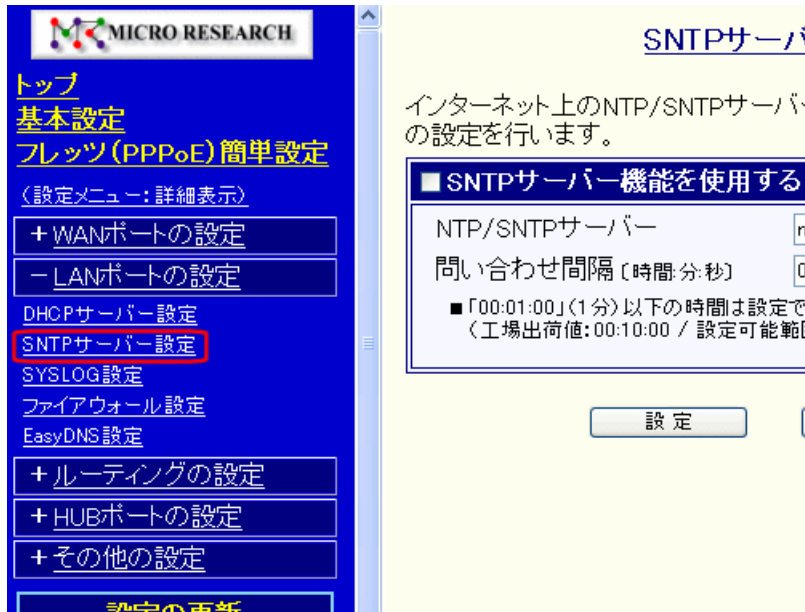 MICRO RESEARCH
トップ
基本設定
フレッツ(PPPoE)簡単設定
(設定メニュー:詳細表示)
+WANポートの設定
−LANポートの設定
DHCPサーバー設定
SNTPサーバー設定
SYSLOG設定
ファイアウォール設定
EasyDNS設定
+ルーティングの設定
+HUBポートの設定
+その他の設定
設定の更新
SNTPサーバ
インターネット上のNTP/SNTPサーバー
の設定を行います。
■SNTPサーバー機能を使用する
NTP/SNTPサーバー
問い合わせ間隔〔時間:分:秒〕
0
■「00:01:00」(1分)以下の時間は設定で
(工場出荷値:00:10:00 / 設定可能範
設 定